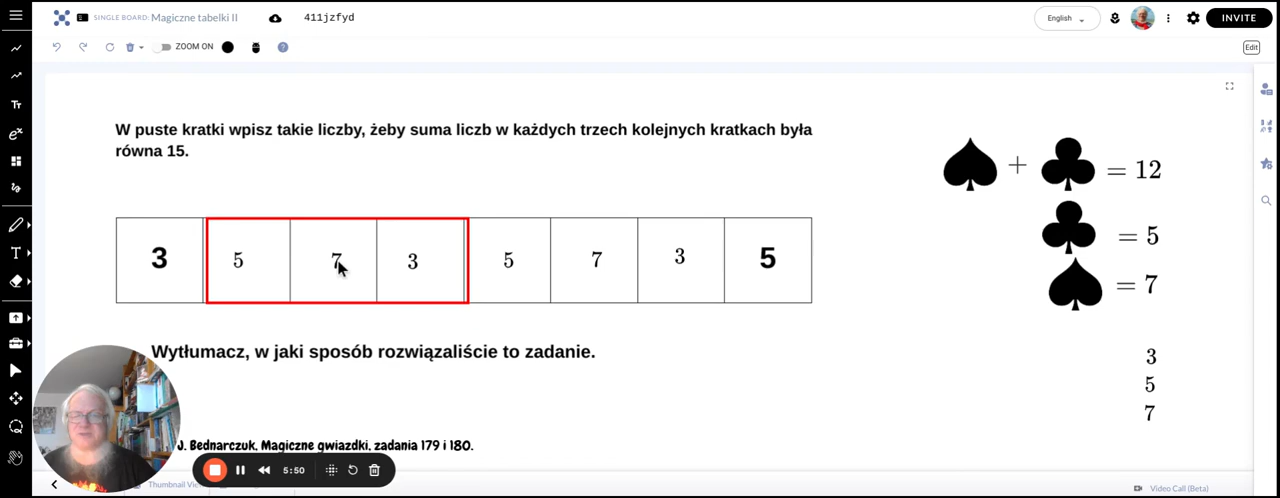 SINGLE BOARD: Magiczne tabelki II 411jzfyd English INVITE
ZOOM ON Edit
W puste kratki wpisz takie liczby, żeby suma liczb w każdych trzech kolejnych kratkach była
równa 15.
+ = 12
= 5
= 7
3 5 7 3 5 7 3 5
Wytłumacz, w jaki sposób rozwiązaliście to zadanie.
3
5
7
J. Bednarczuk, Magiczne gwiazdki, zadania 179 i 180.
5:50
Thumbnail Vie
Video Call (Beta)